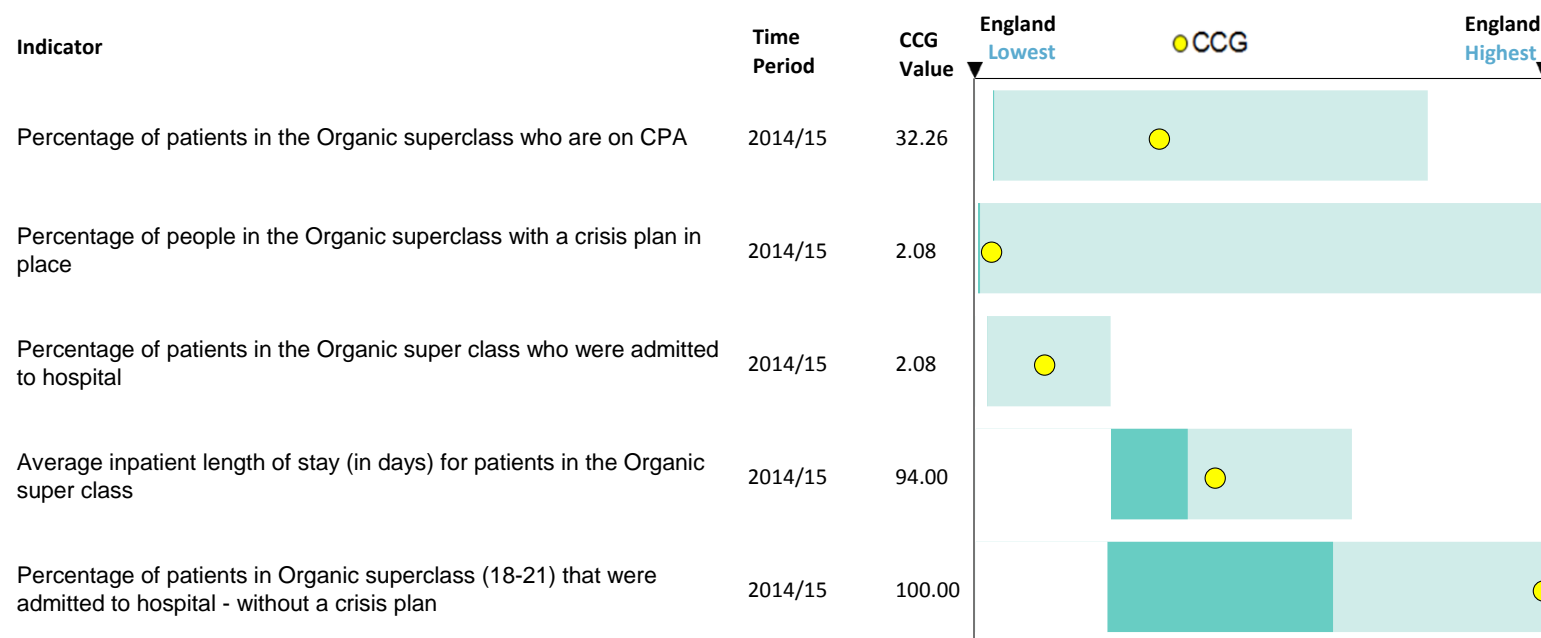 Indicator
Time
Period
CCG
Value
England
Lowest
CCG
England
Highest
Percentage of patients in the Organic superclass who are on CPA 2014/15 32.26
Percentage of people in the Organic superclass with a crisis plan in
place
2014/15 2.08
Percentage of patients in the Organic super class who were admitted
to hospital
2014/15 2.08
Average inpatient length of stay (in days) for patients in the Organic
super class
2014/15 94.00
Percentage of patients in Organic superclass (18-21) that were
admitted to hospital - without a crisis plan
2014/15 100.00